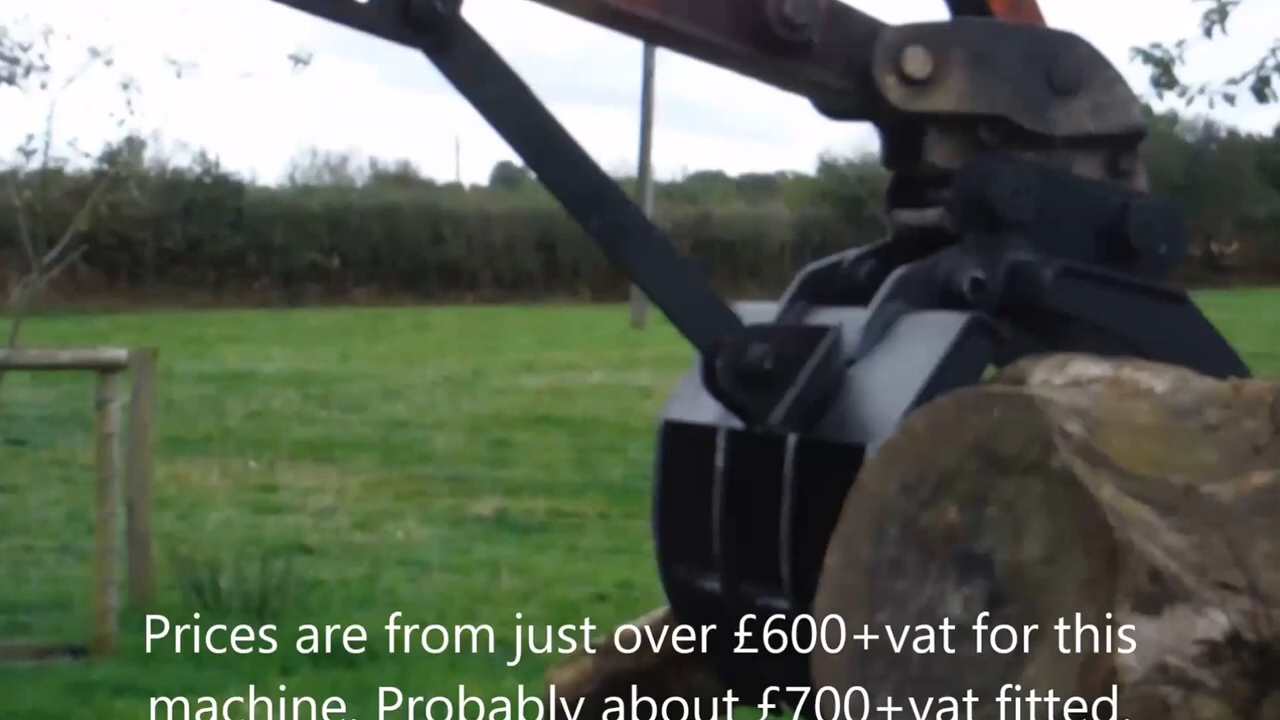 Prices are from just over £600+vat for this
machine. Probably about £700+vat fitted.